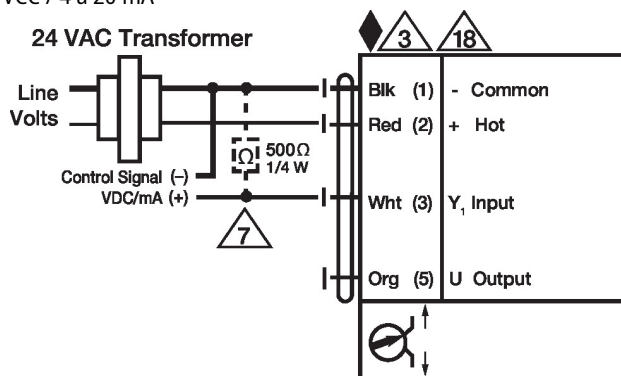 24 VAC Transformer
Line
Volts
Control Signal (–)
VDC/mA (+)
Ω
500Ω
1/4 W
7
3
18
Blk (1) - Common
Red (2) + Hot
Wht (3) Y₁ Input
Org (5) U Output